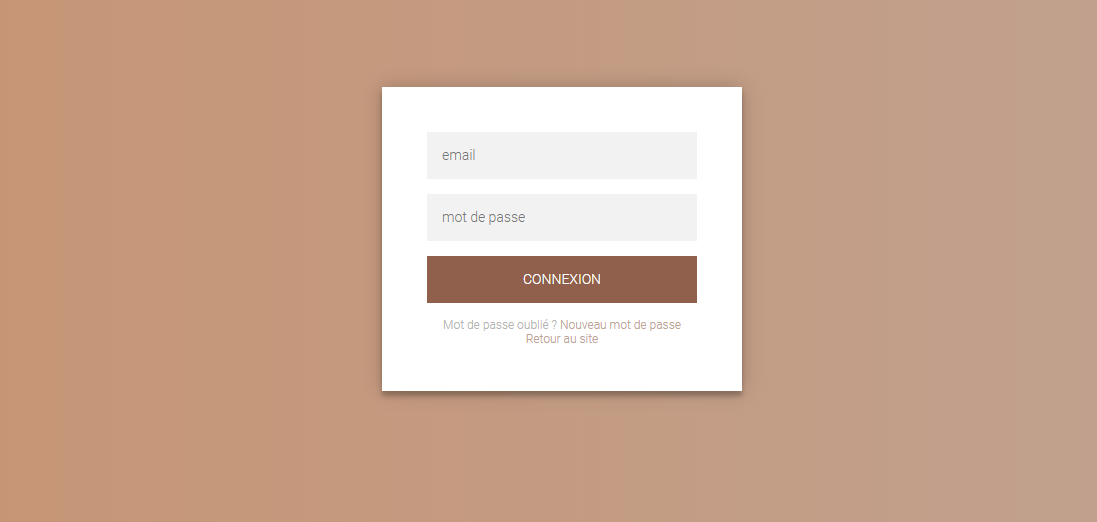 email
mot de passe
CONNEXION
Mot de passe oublié ? Nouveau mot de passe
Retour au site